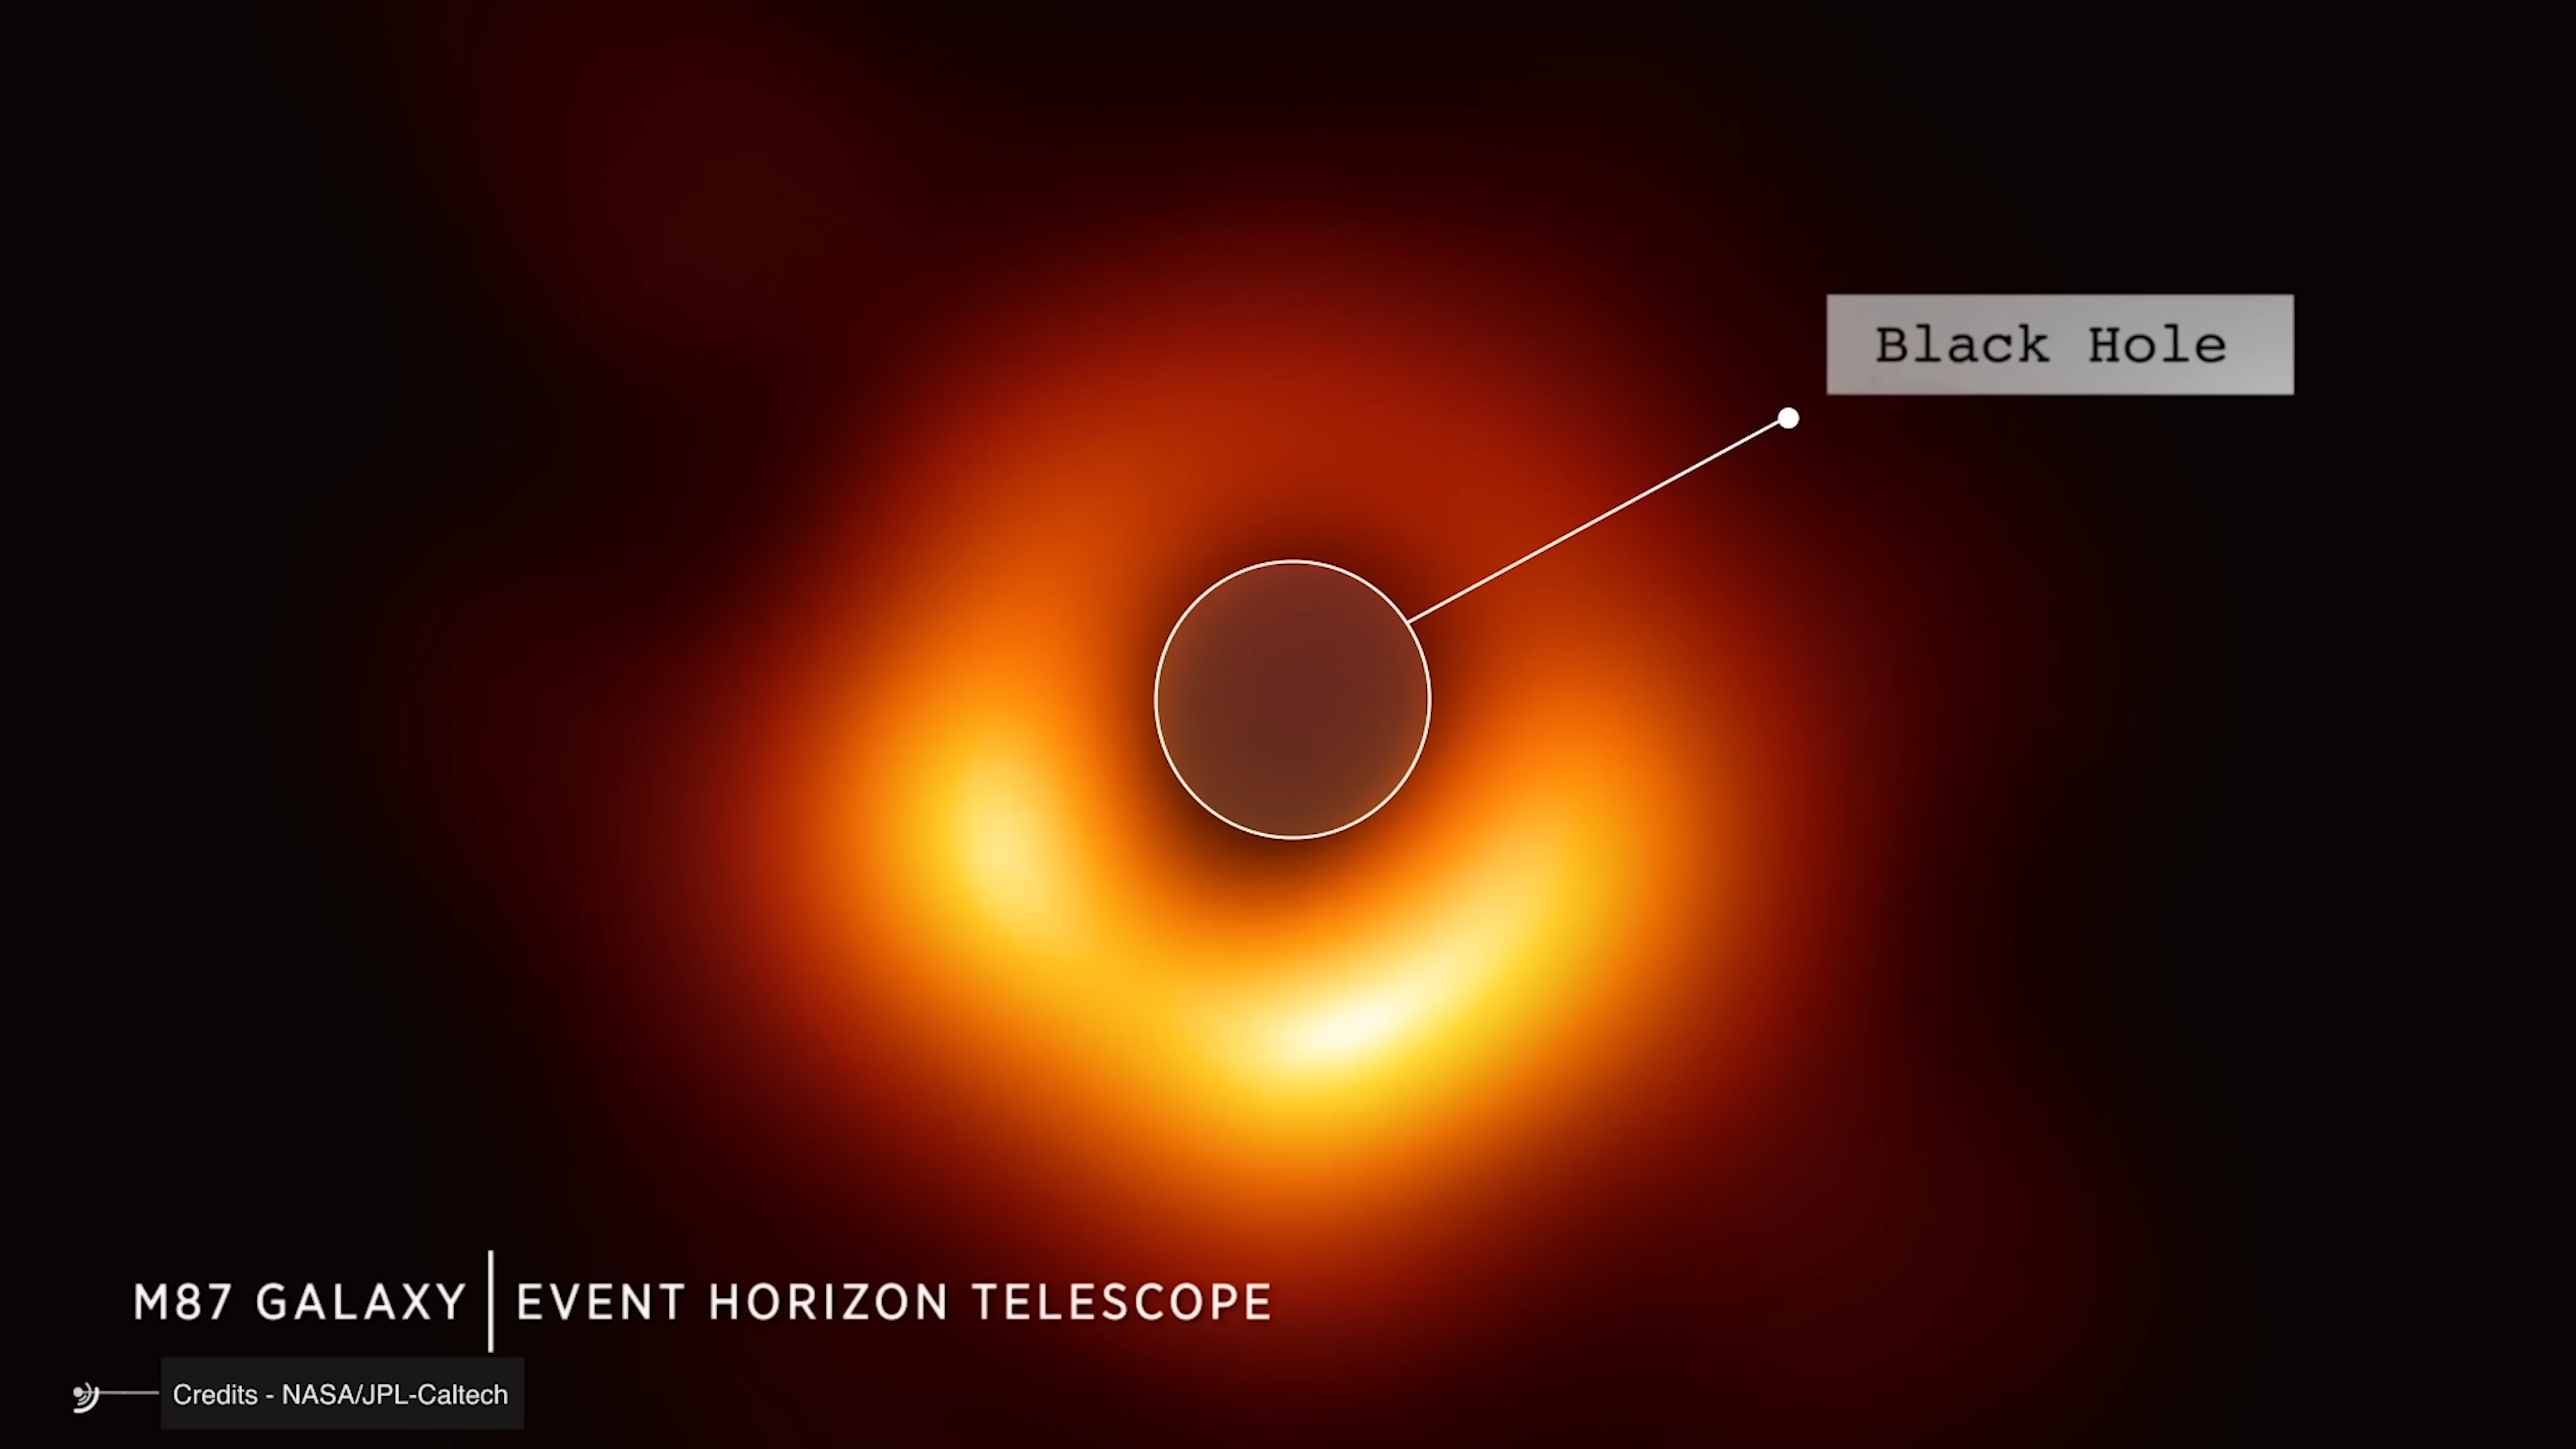 Black Hole
M87 GALAXY | EVENT HORIZON TELESCOPE
Credits - NASA/JPL-Caltech